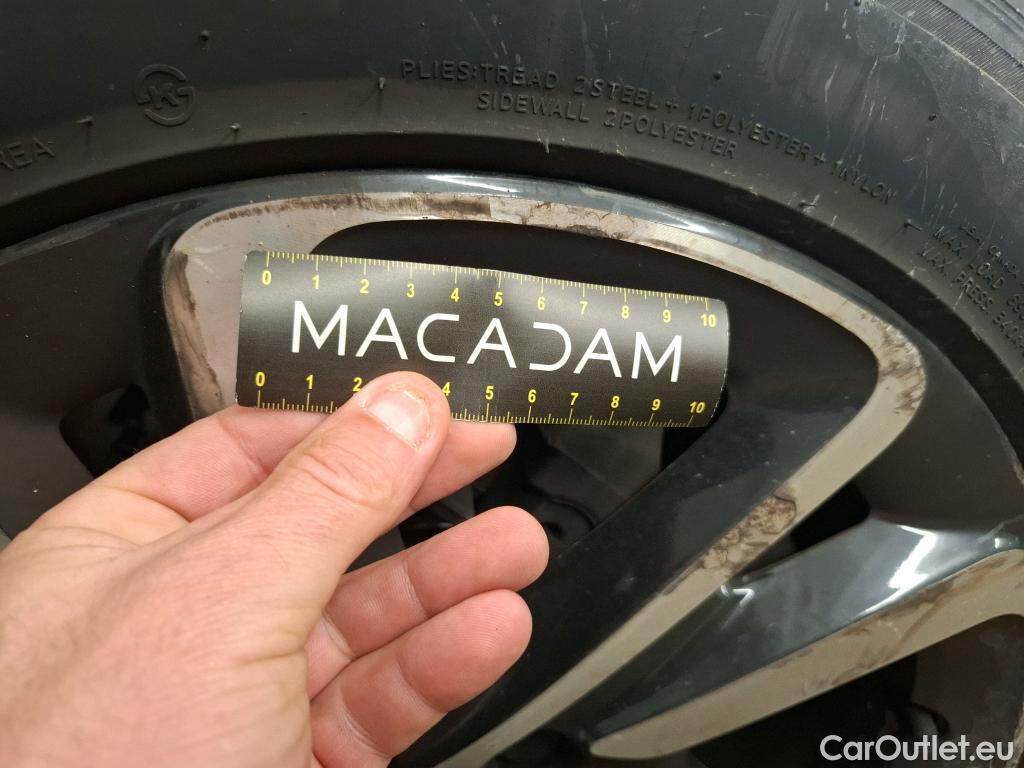 PLIES:TREAD 2STEEL+1POLYESTER+1NYLON
SIDEWALL 2POLYESTER
REA
K
MAX. LOAD
MAX. PRESS.
0 1 2 3 4 5 6 7 8 9 10
MACADAM
0 1 2 4 5 6 7 8 9 10
CarOutlet.eu